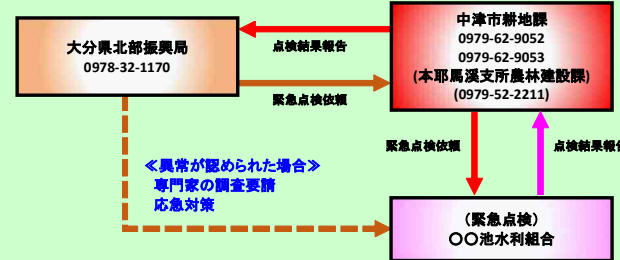 大分県北部振興局
0978-32-1170
点検結果報告
緊急点検依頼
中津市耕地課
0979-62-9052
0979-62-9053
(本耶馬溪支所農林建設課)
(0979-52-2211)
緊急点検依頼
点検結果報告
≪異常が認められた場合≫
専門家の調査要請
応急対策
(緊急点検)
〇〇池水利組合